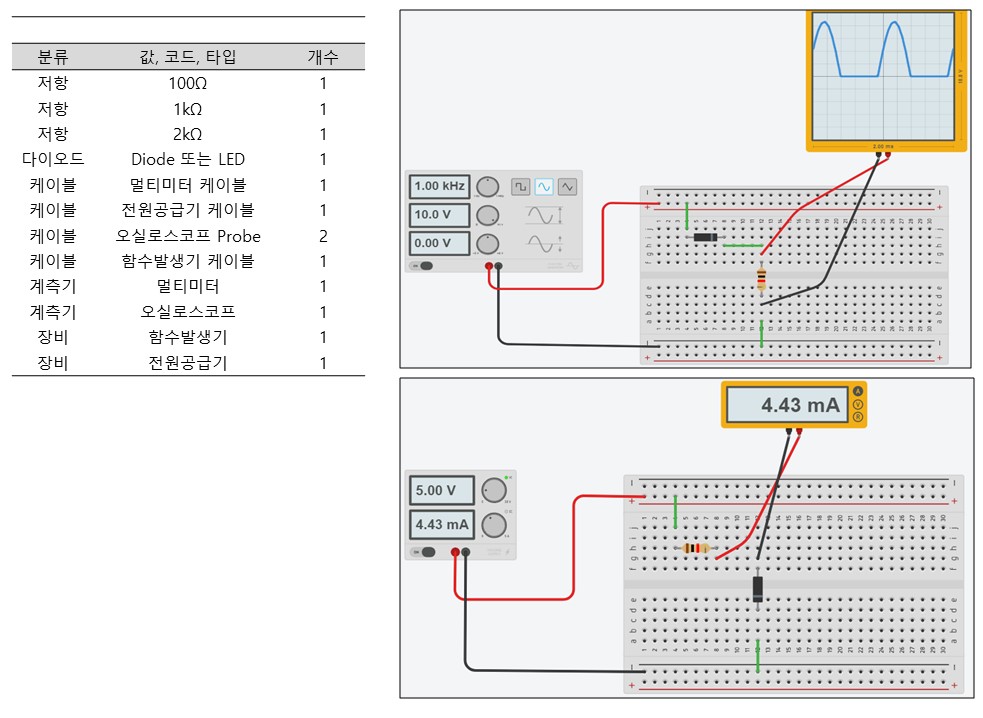 분류 값, 코드, 타입 개수
저항 100Ω 1
저항 1kΩ 1
저항 2kΩ 1
다이오드 Diode 또는 LED 1
케이블 멀티미터 케이블 1
케이블 전원공급기 케이블 1
케이블 오실로스코프 Probe 2
케이블 함수발생기 케이블 1
계측기 멀티미터 1
계측기 오실로스코프 1
장비 함수발생기 1
장비 전원공급기 1
10.0 V
2.00 ms
1.00 kHz
10.0 V
0.00 V
4.43 mA
A
V
R
5.00 V
4.43 mA